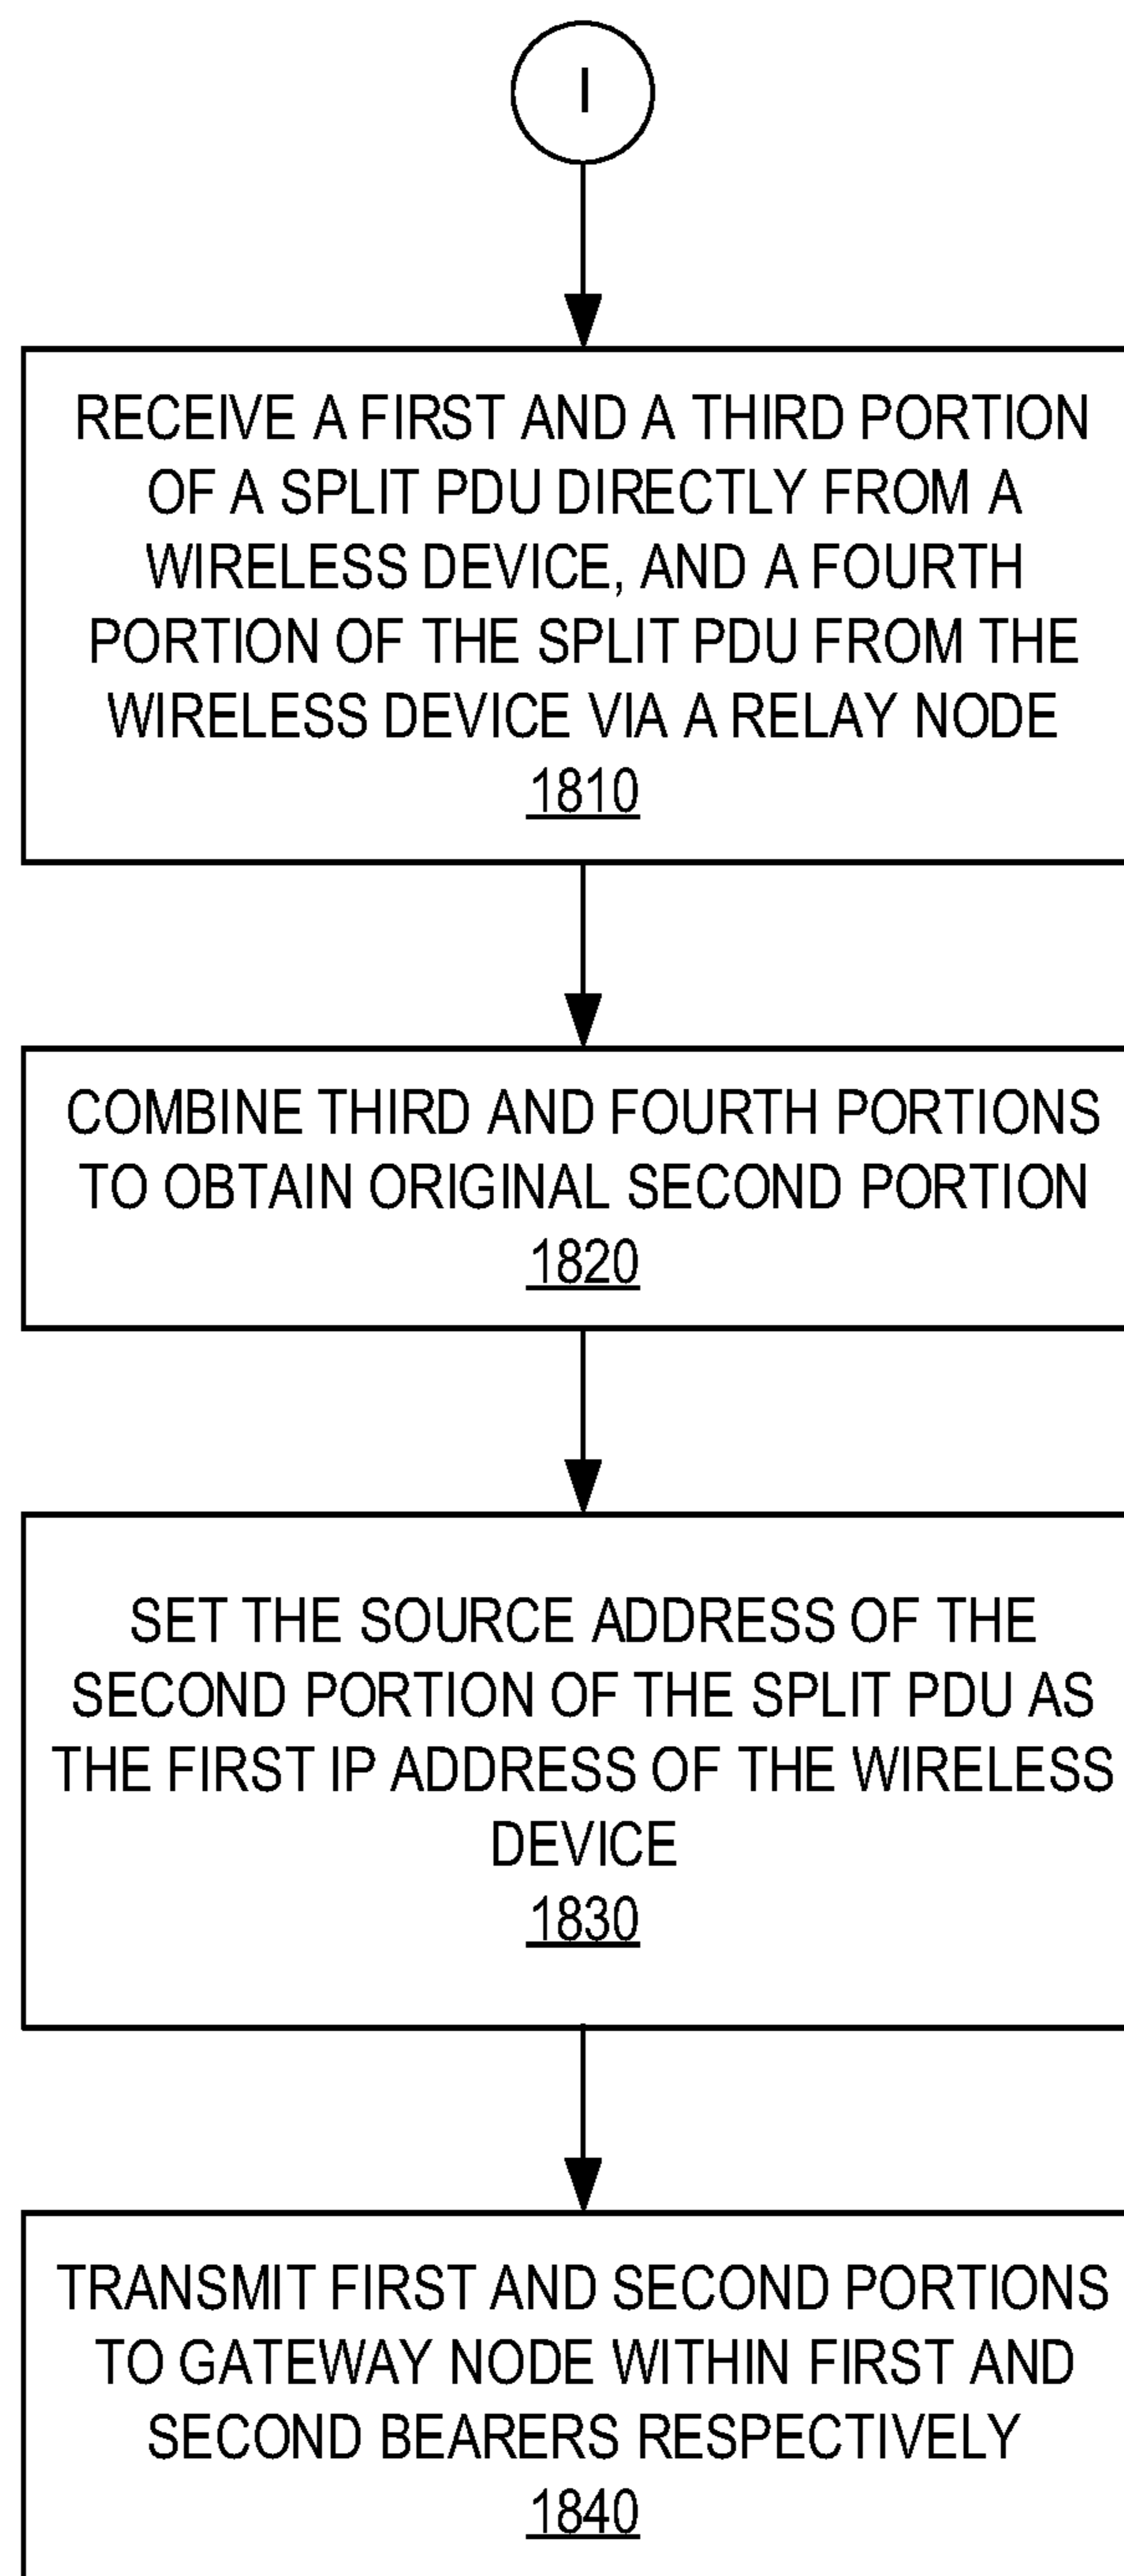 I
RECEIVE A FIRST AND A THIRD PORTION
OF A SPLIT PDU DIRECTLY FROM A
WIRELESS DEVICE, AND A FOURTH
PORTION OF THE SPLIT PDU FROM THE
WIRELESS DEVICE VIA A RELAY NODE
1810
COMBINE THIRD AND FOURTH PORTIONS
TO OBTAIN ORIGINAL SECOND PORTION
1820
SET THE SOURCE ADDRESS OF THE
SECOND PORTION OF THE SPLIT PDU AS
THE FIRST IP ADDRESS OF THE WIRELESS
DEVICE
1830
TRANSMIT FIRST AND SECOND PORTIONS
TO GATEWAY NODE WITHIN FIRST AND
SECOND BEARERS RESPECTIVELY
1840